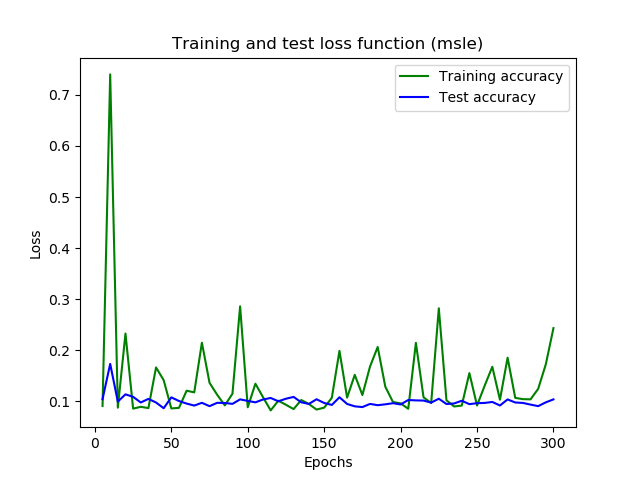 Training and test loss function (msle)
Training accuracy
Test accuracy
0.7
0.6
0.5
0.4
0.3
0.2
0.1
Loss
0
50
100
150
200
250
300
Epochs